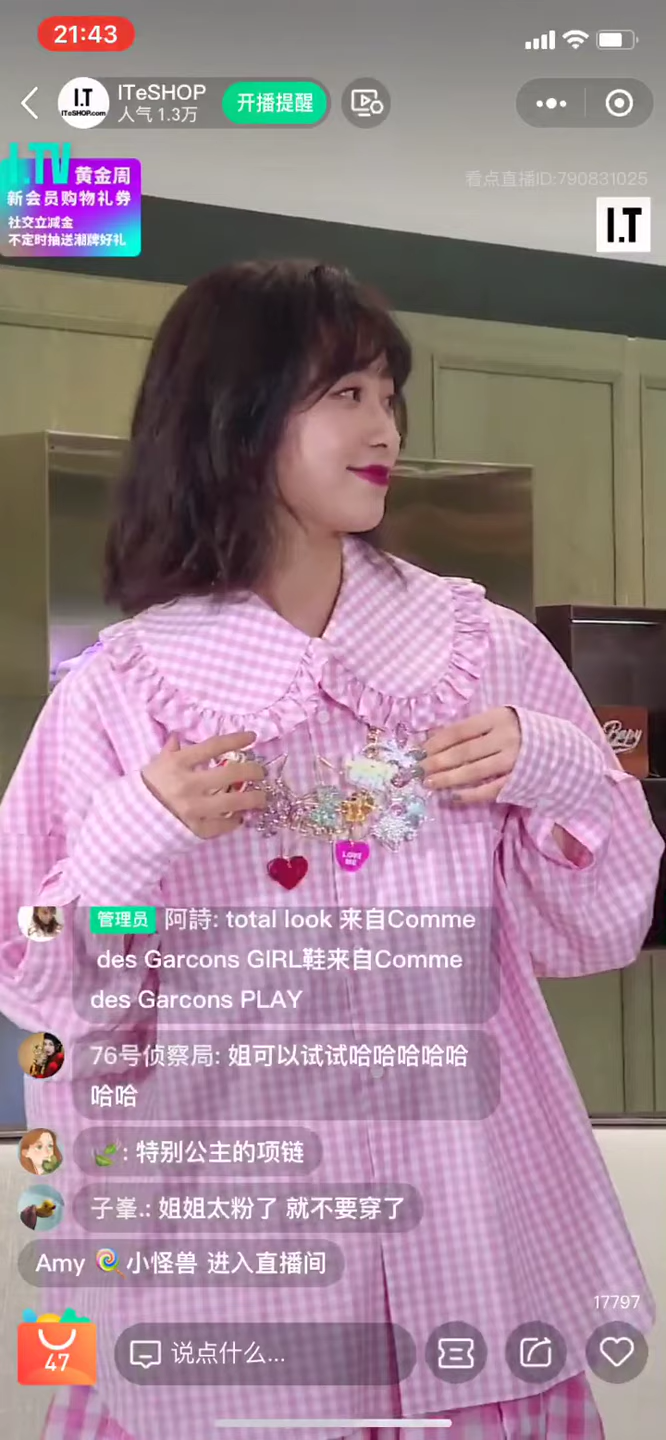 21:43
I.T
ITeSHOP.com
ITeSHOP
人气 1.3万
开播提醒
I.TV
黄金周
新会员购物礼券
社交立减金
不定时抽送潮牌好礼
看点直播ID:790831025
I.T
LOVE
ME
管理员 阿詩: total look 来自Comme
des Garcons GIRL鞋来自Comme
des Garcons PLAY
76号侦察局: 姐可以试试哈哈哈哈哈
哈哈
🌿: 特别公主的项链
子峯.: 姐姐太粉了 就不要穿了
Amy 🍭小怪兽 进入直播间
17797
47
说点什么...